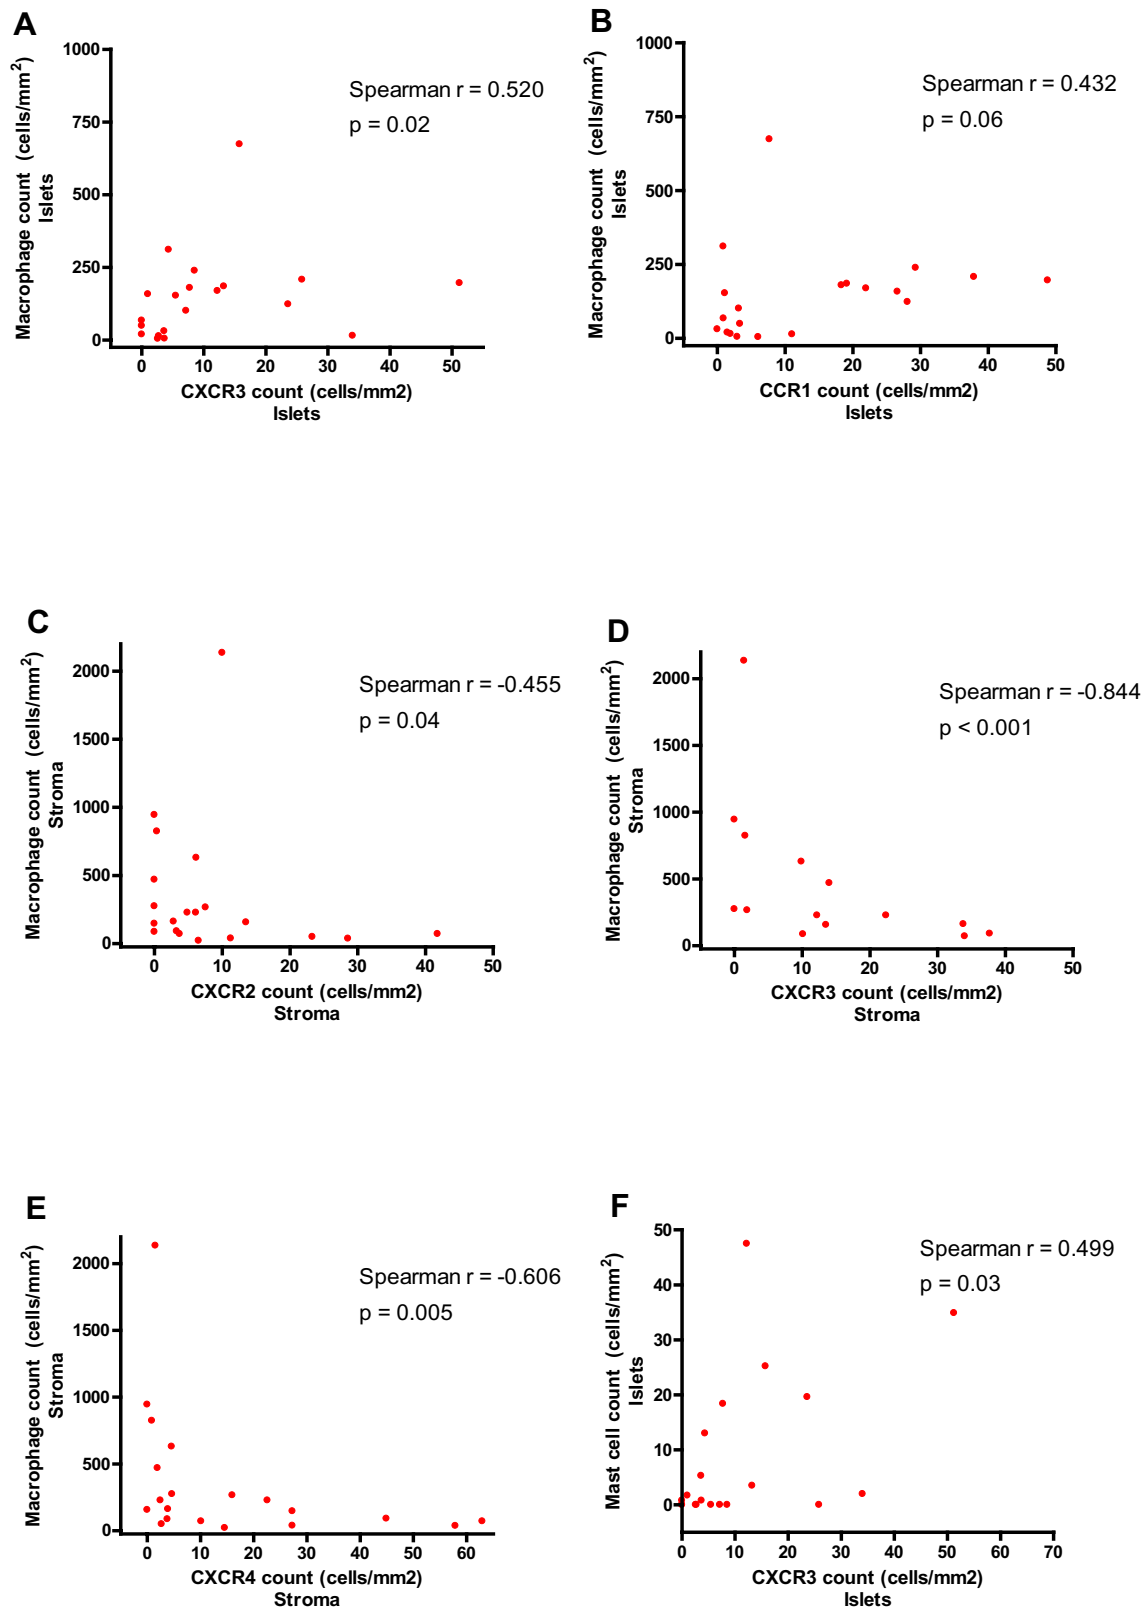 A
Macrophage count (cells/mm²)
Islets
1000
750
500
250
0
Spearman r = 0.520
p = 0.02
0 10 20 30 40 50
CXCR3 count (cells/mm2)
Islets
B
Macrophage count (cells/mm²)
Islets
1000
750
500
250
0
Spearman r = 0.432
p = 0.06
0 10 20 30 40 50
CCR1 count (cells/mm2)
Islets
C
Macrophage count (cells/mm²)
Stroma
2000
1500
1000
500
0
Spearman r = -0.455
p = 0.04
0 10 20 30 40 50
CXCR2 count (cells/mm2)
Stroma
D
Macrophage count (cells/mm²)
Stroma
2000
1500
1000
500
0
Spearman r = -0.844
p < 0.001
0 10 20 30 40 50
CXCR3 count (cells/mm2)
Stroma
E
Macrophage count (cells/mm²)
Stroma
2000
1500
1000
500
0
Spearman r = -0.606
p = 0.005
0 10 20 30 40 50 60
CXCR4 count (cells/mm2)
Stroma
F
Mast cell count (cells/mm²)
Islets
50
40
30
20
10
0
Spearman r = 0.499
p = 0.03
0 10 20 30 40 50 60 70
CXCR3 count (cells/mm2)
Islets